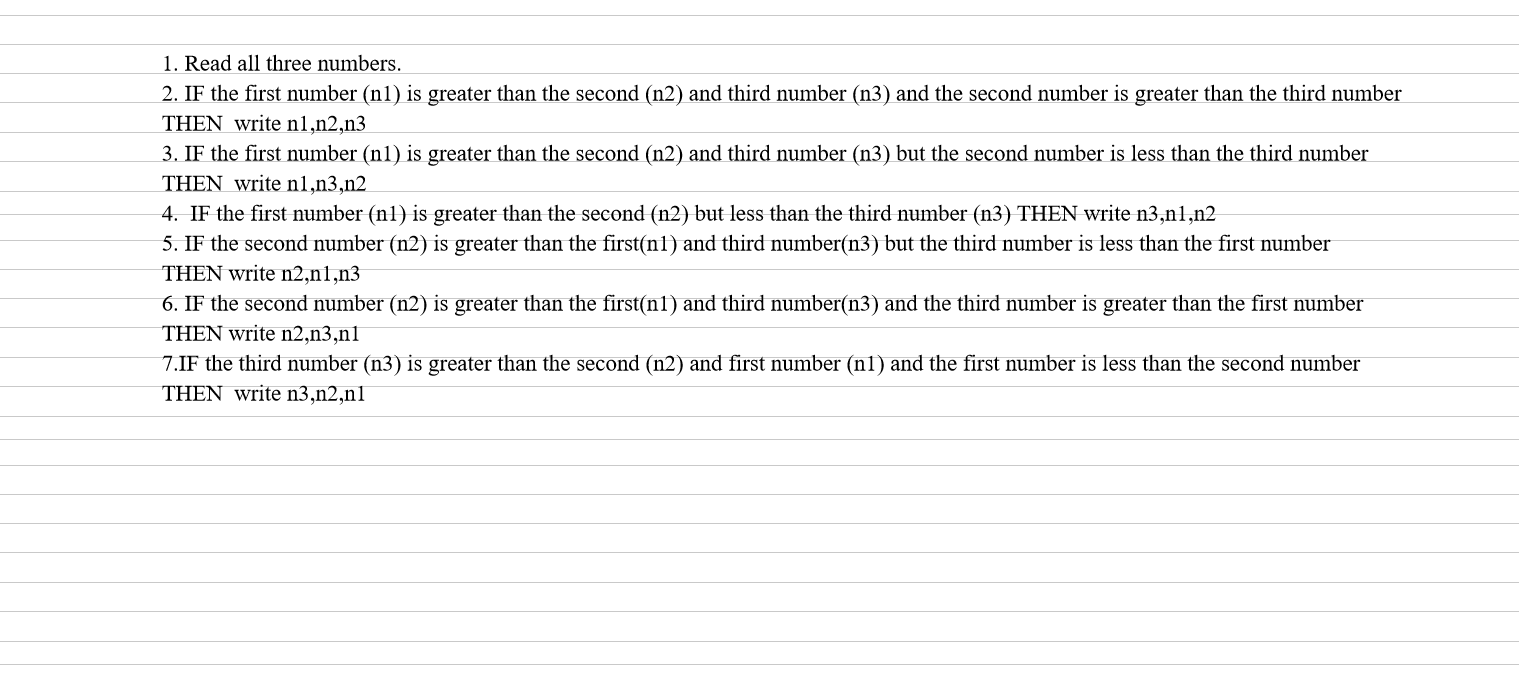 1. Read all three numbers.
2. IF the first number (n1) is greater than the second (n2) and third number (n3) and the second number is greater than the third number
THEN  write n1,n2,n3
3. IF the first number (n1) is greater than the second (n2) and third number (n3) but the second number is less than the third number
THEN  write n1,n3,n2
4.  IF the first number (n1) is greater than the second (n2) but less than the third number (n3) THEN write n3,n1,n2
5. IF the second number (n2) is greater than the first(n1) and third number(n3) but the third number is less than the first number
THEN write n2,n1,n3
6. IF the second number (n2) is greater than the first(n1) and third number(n3) and the third number is greater than the first number
THEN write n2,n3,n1
7.IF the third number (n3) is greater than the second (n2) and first number (n1) and the first number is less than the second number
THEN  write n3,n2,n1